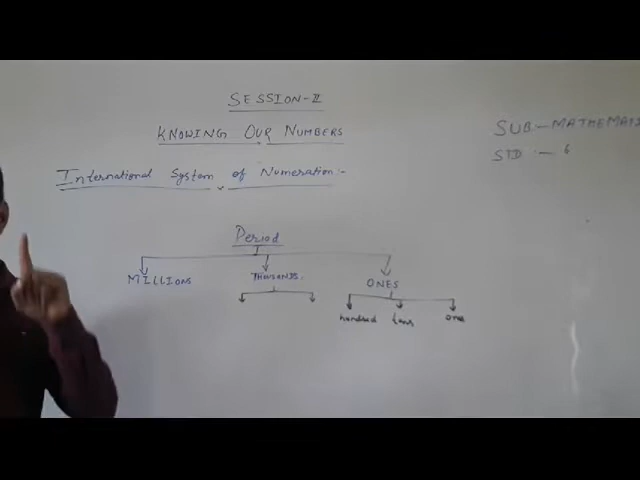 SESSION-II
KNOWING OUR NUMBERS
SUB:-MATHEMATI
STD :- 6
International System of Numeration:-
Period
MILLIONS THOUSANDS. ONES
hundred tens ones